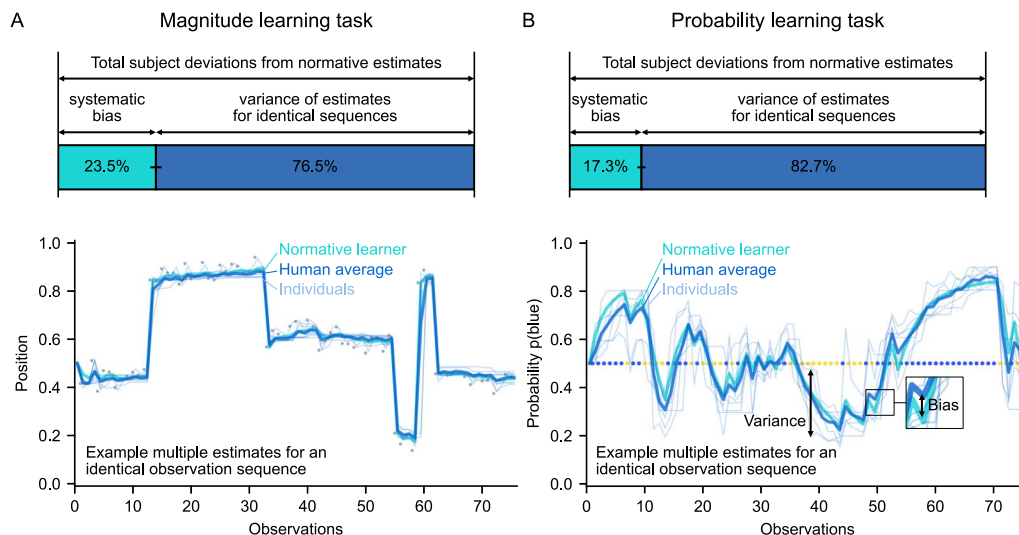 A
Magnitude learning task
Total subject deviations from normative estimates
systematic
bias
variance of estimates
for identical sequences
23.5%
76.5%
1.0
0.8
0.6
0.4
0.2
0.0
Position
Normative learner
Human average
Individuals
Example multiple estimates for an
identical observation sequence
0
10
20
30
40
50
60
70
Observations
B
Probability learning task
Total subject deviations from normative estimates
systematic
bias
variance of estimates
for identical sequences
17.3%
82.7%
1.0
0.8
0.6
0.4
0.2
0.0
Probability p(blue)
Normative learner
Human average
Individuals
Variance
Bias
Example multiple estimates for an
identical observation sequence
0
10
20
30
40
50
60
70
Observations